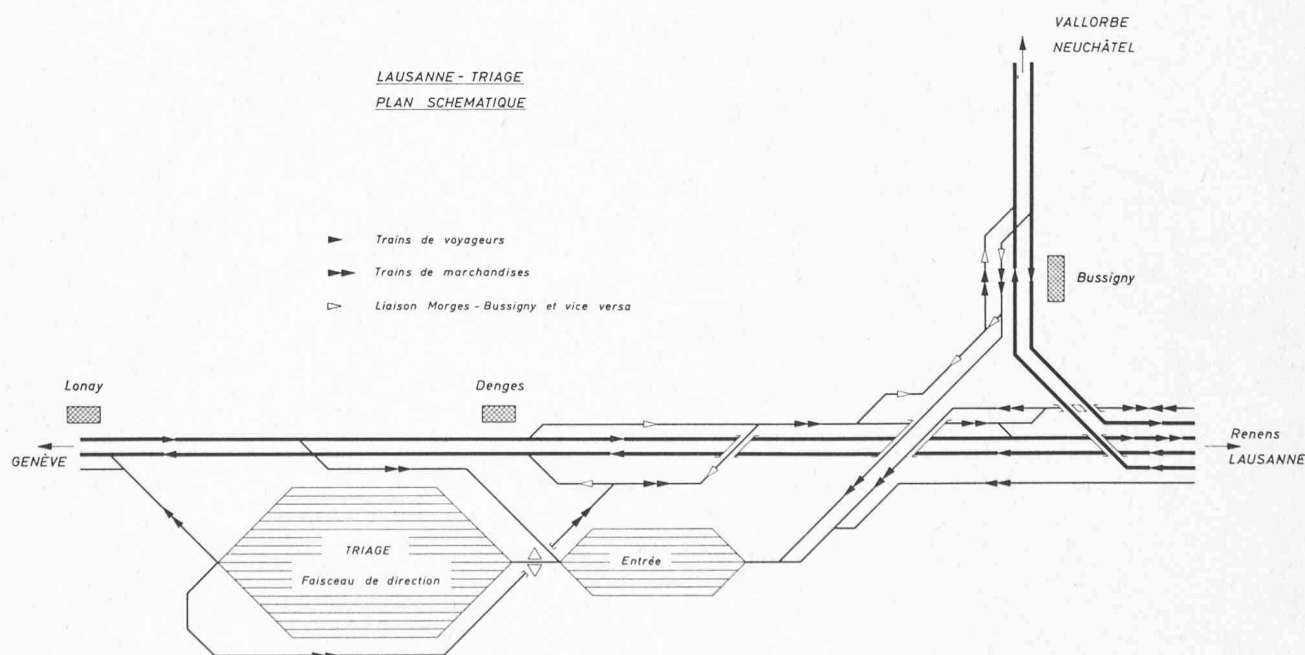 VALLORBE
NEUCHÂTEL
LAUSANNE - TRIAGE
PLAN SCHEMATIQUE
Trains de voyageurs
Trains de marchandises
Liaison Morges - Bussigny et vice versa
Bussigny
Lonay
Denges
GENÈVE
Renens
LAUSANNE
TRIAGE
Faisceau de direction
Entrée